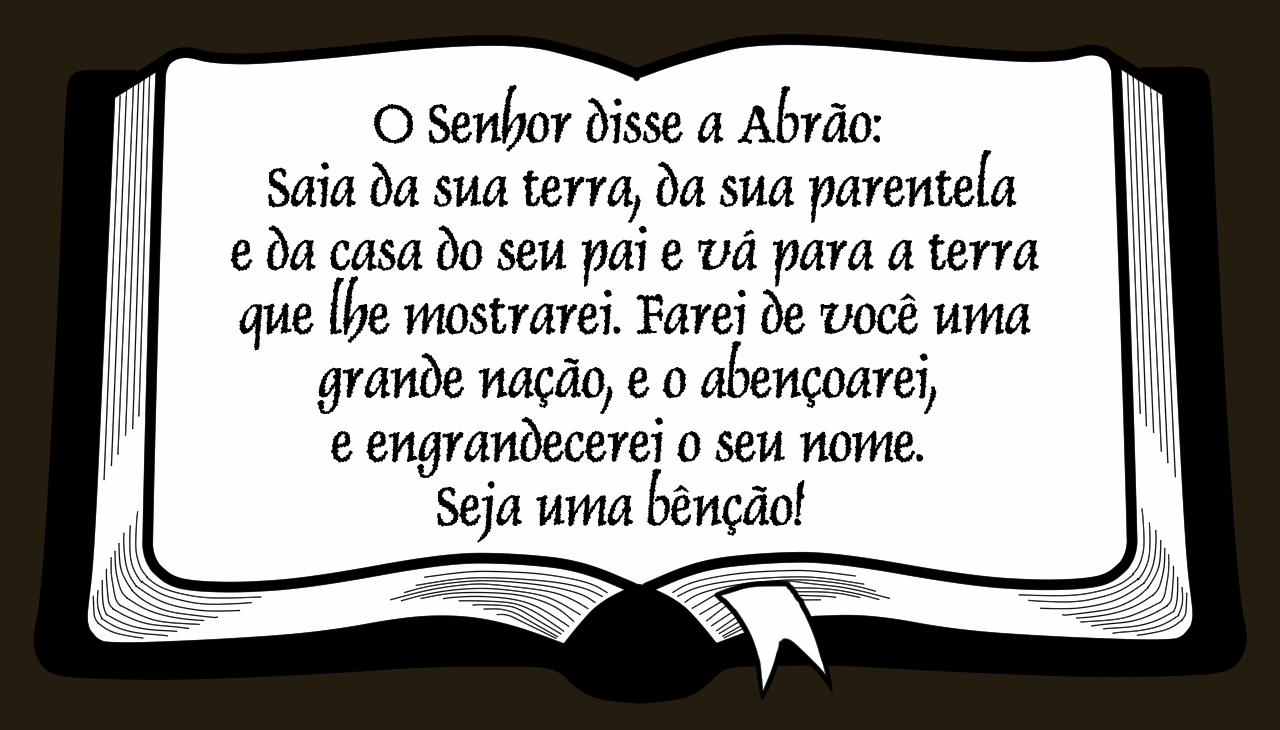 O Senhor disse a Abrão:
Saia da sua terra, da sua parentela
e da casa do seu pai e vá para a terra
que lhe mostrarei. Farei de você uma
grande nação, e o abençoarei,
e engrandecerei o seu nome.
Seja uma bênção!